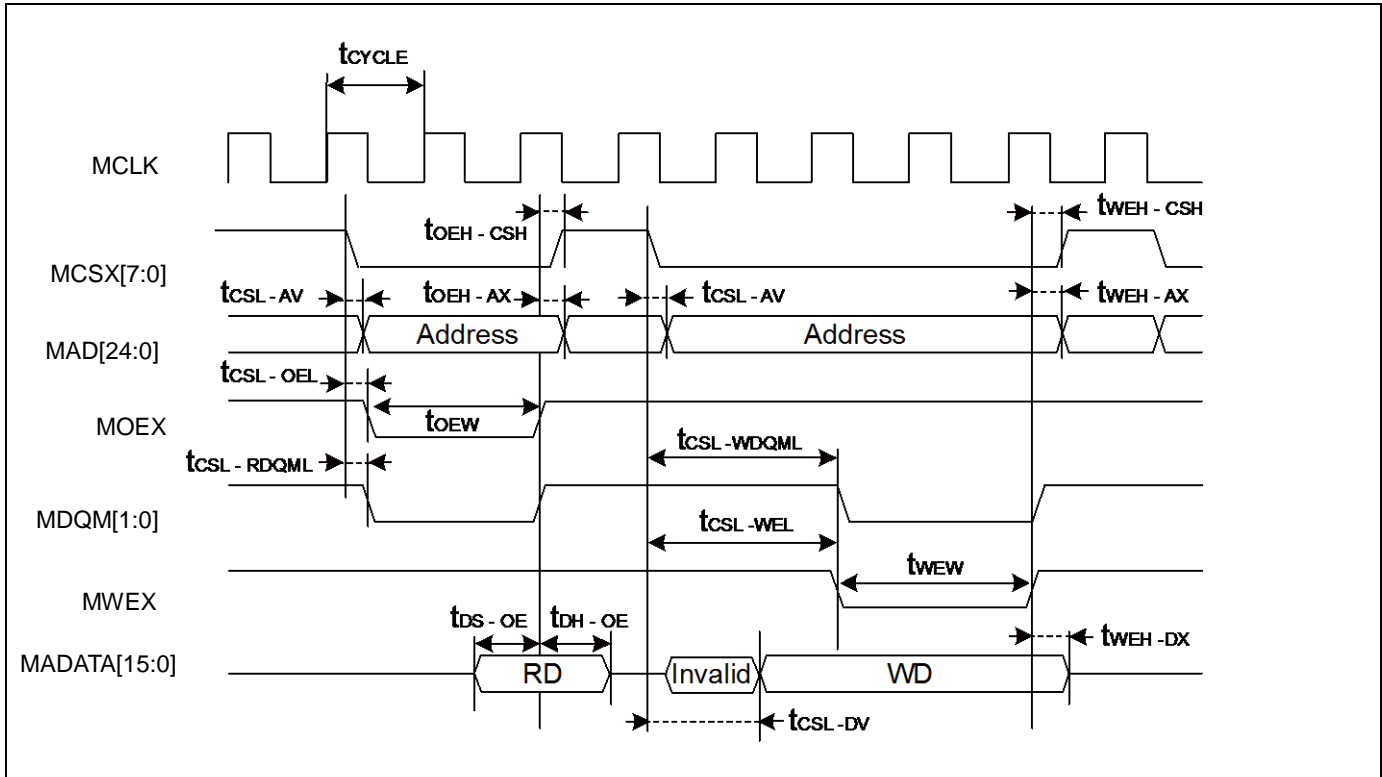 tCYCLE
MCLK
tOEH - CSH
tWEH - CSH
MCSX[7:0]
tCSL - AV
tOEH - AX
tCSL - AV
tWEH - AX
MAD[24:0]
Address
Address
tCSL - OEL
MOEX
tOEW
tCSL -WDQML
tCSL - RDQML
MDQM[1:0]
tCSL -WEL
tWEW
MWEX
tDS - OE
tDH - OE
tWEH -DX
MADATA[15:0]
RD
Invalid
WD
tCSL -DV